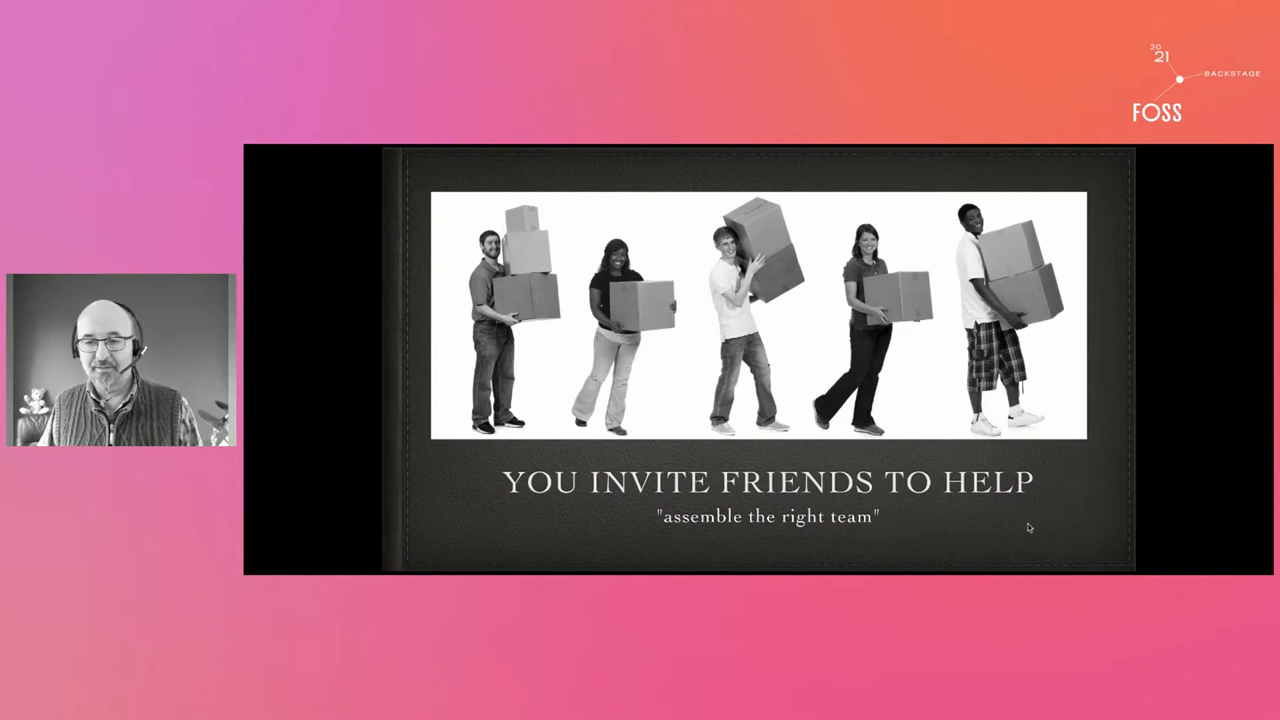 20
21
BACKSTAGE
FOSS
YOU INVITE FRIENDS TO HELP
"assemble the right team"